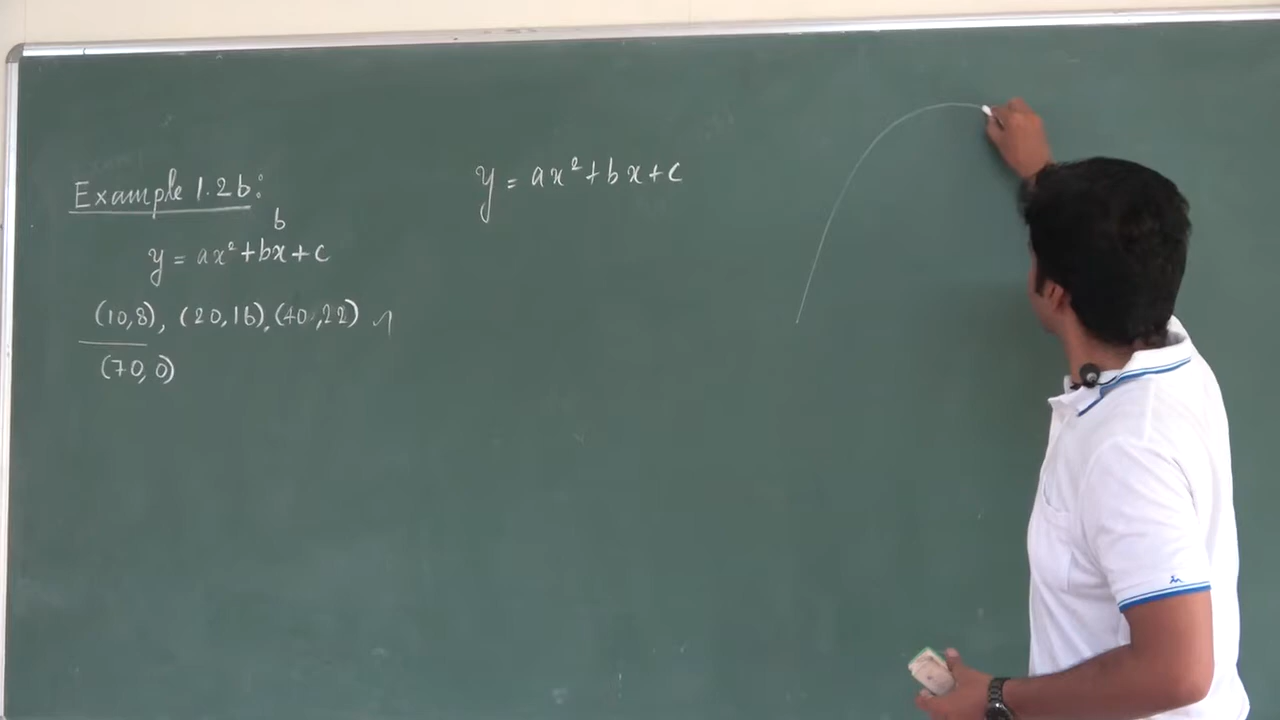 Example 1.2b:
b
y = ax²+bx+c
(10,8), (20,16), (40,22)
(70,0)
y = ax²+bx+c